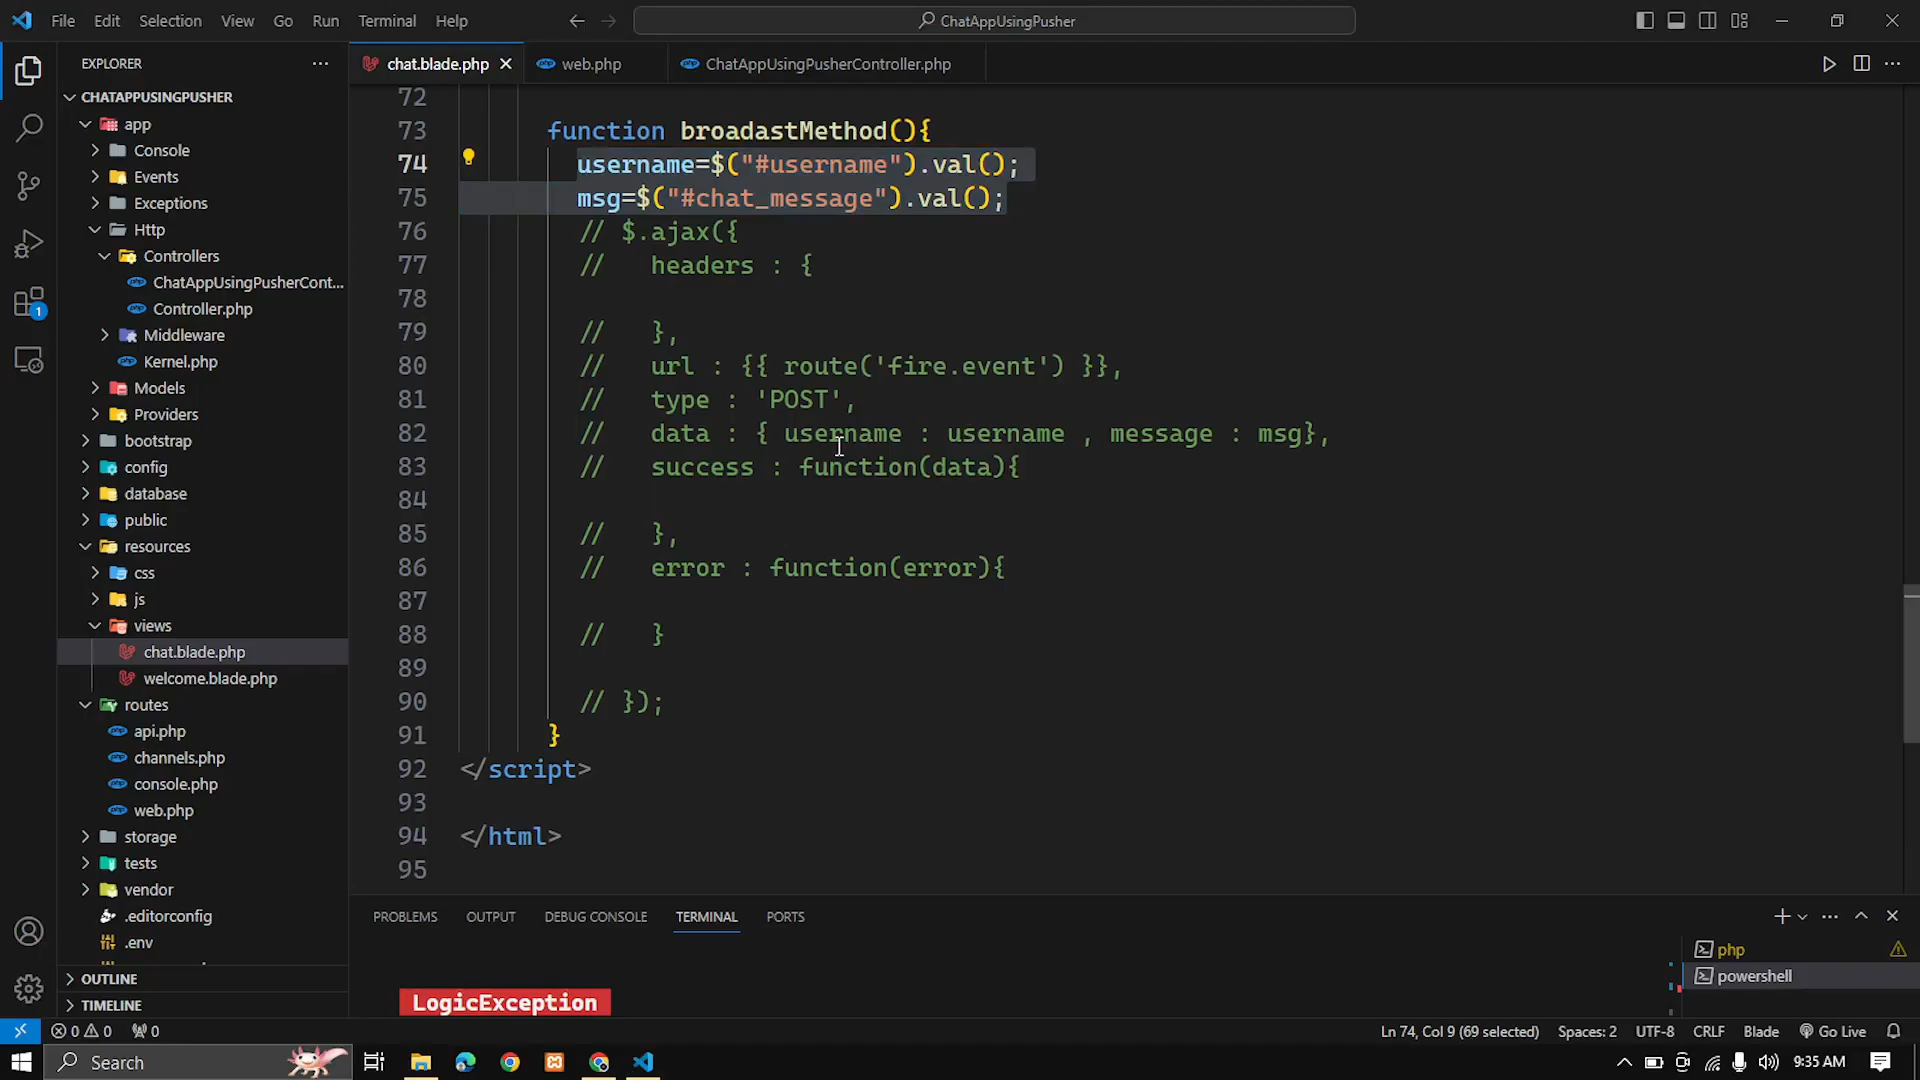 File Edit Selection View Go Run Terminal Help
ChatAppUsingPusher
EXPLORER
CHATAPPUSINGPUSHER
app
Console
Events
Exceptions
Http
Controllers
ChatAppUsingPusherCont...
Controller.php
Middleware
Kernel.php
Models
Providers
bootstrap
config
database
public
resources
css
js
views
chat.blade.php
welcome.blade.php
routes
api.php
channels.php
console.php
web.php
storage
tests
vendor
.editorconfig
.env
OUTLINE
TIMELINE
chat.blade.php web.php ChatAppUsingPusherController.php
72
73 function broadastMethod(){
74 username=$("#username").val();
75 msg=$("#chat_message").val();
76 // $.ajax({
77 // headers : {
78
79 // },
80 // url : {{ route('fire.event') }},
81 // type : 'POST',
82 // data : { username : username , message : msg},
83 // success : function(data){
84
85 // },
86 // error : function(error){
87
88 // }
89
90 // });
91 }
92 </script>
93
94 </html>
95
PROBLEMS OUTPUT DEBUG CONSOLE TERMINAL PORTS
LogicException
php
powershell
0 0 0
Ln 74, Col 9 (69 selected) Spaces: 2 UTF-8 CRLF Blade Go Live
Search
9:35 AM
1